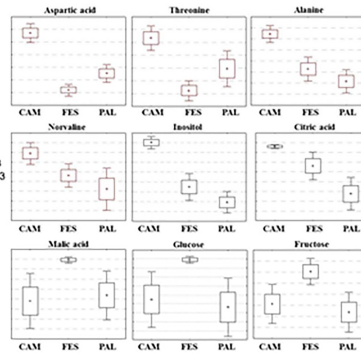 Aspartic acid Threonine Alanine
CAM FES PAL CAM FES PAL CAM FES PAL
Norvaline Inositol Citric acid
3
CAM FES PAL CAM FES PAL CAM FES PAL
Malic acid Glucose Fructose
CAM FES PAL CAM FES PAL CAM FES PAL